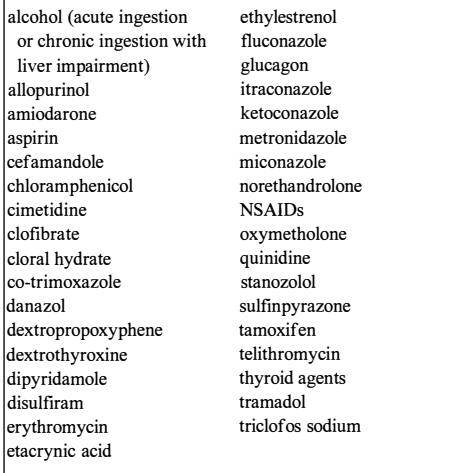 alcohol (acute ingestion
or chronic ingestion with
liver impairment)
allopurinol
amiodarone
aspirin
cefamandole
chloramphenicol
cimetidine
clofibrate
cloral hydrate
co-trimoxazole
danazol
dextropropoxyphene
dextrothyroxine
dipyridamole
disulfiram
erythromycin
etacrynic acid
ethylestrenol
fluconazole
glucagon
itraconazole
ketoconazole
metronidazole
miconazole
norethandrolone
NSAIDs
oxymetholone
quinidine
stanozolol
sulfinpyrazone
tamoxifen
telithromycin
thyroid agents
tramadol
triclofos sodium